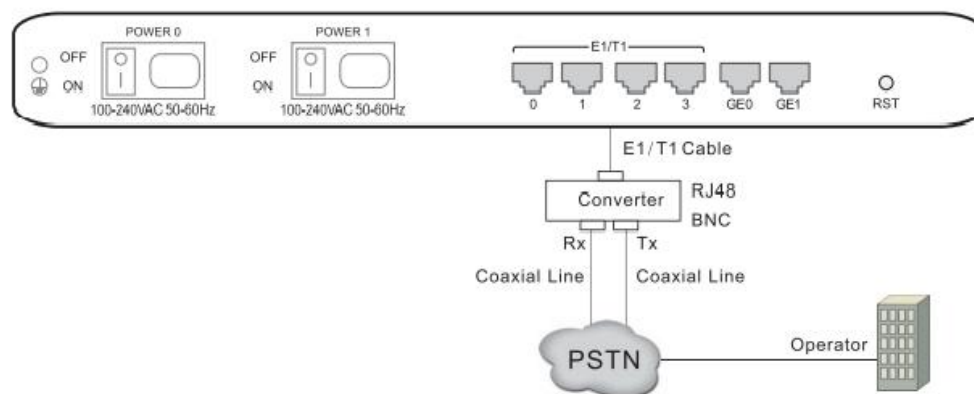 POWER 0
OFF
ON
100-240VAC 50-60Hz
POWER 1
OFF
ON
100-240VAC 50-60Hz
E1/T1
0 1 2 3 GE0 GE1
RST
E1/T1 Cable
Converter
RJ48
BNC
Rx Tx
Coaxial Line Coaxial Line
PSTN
Operator